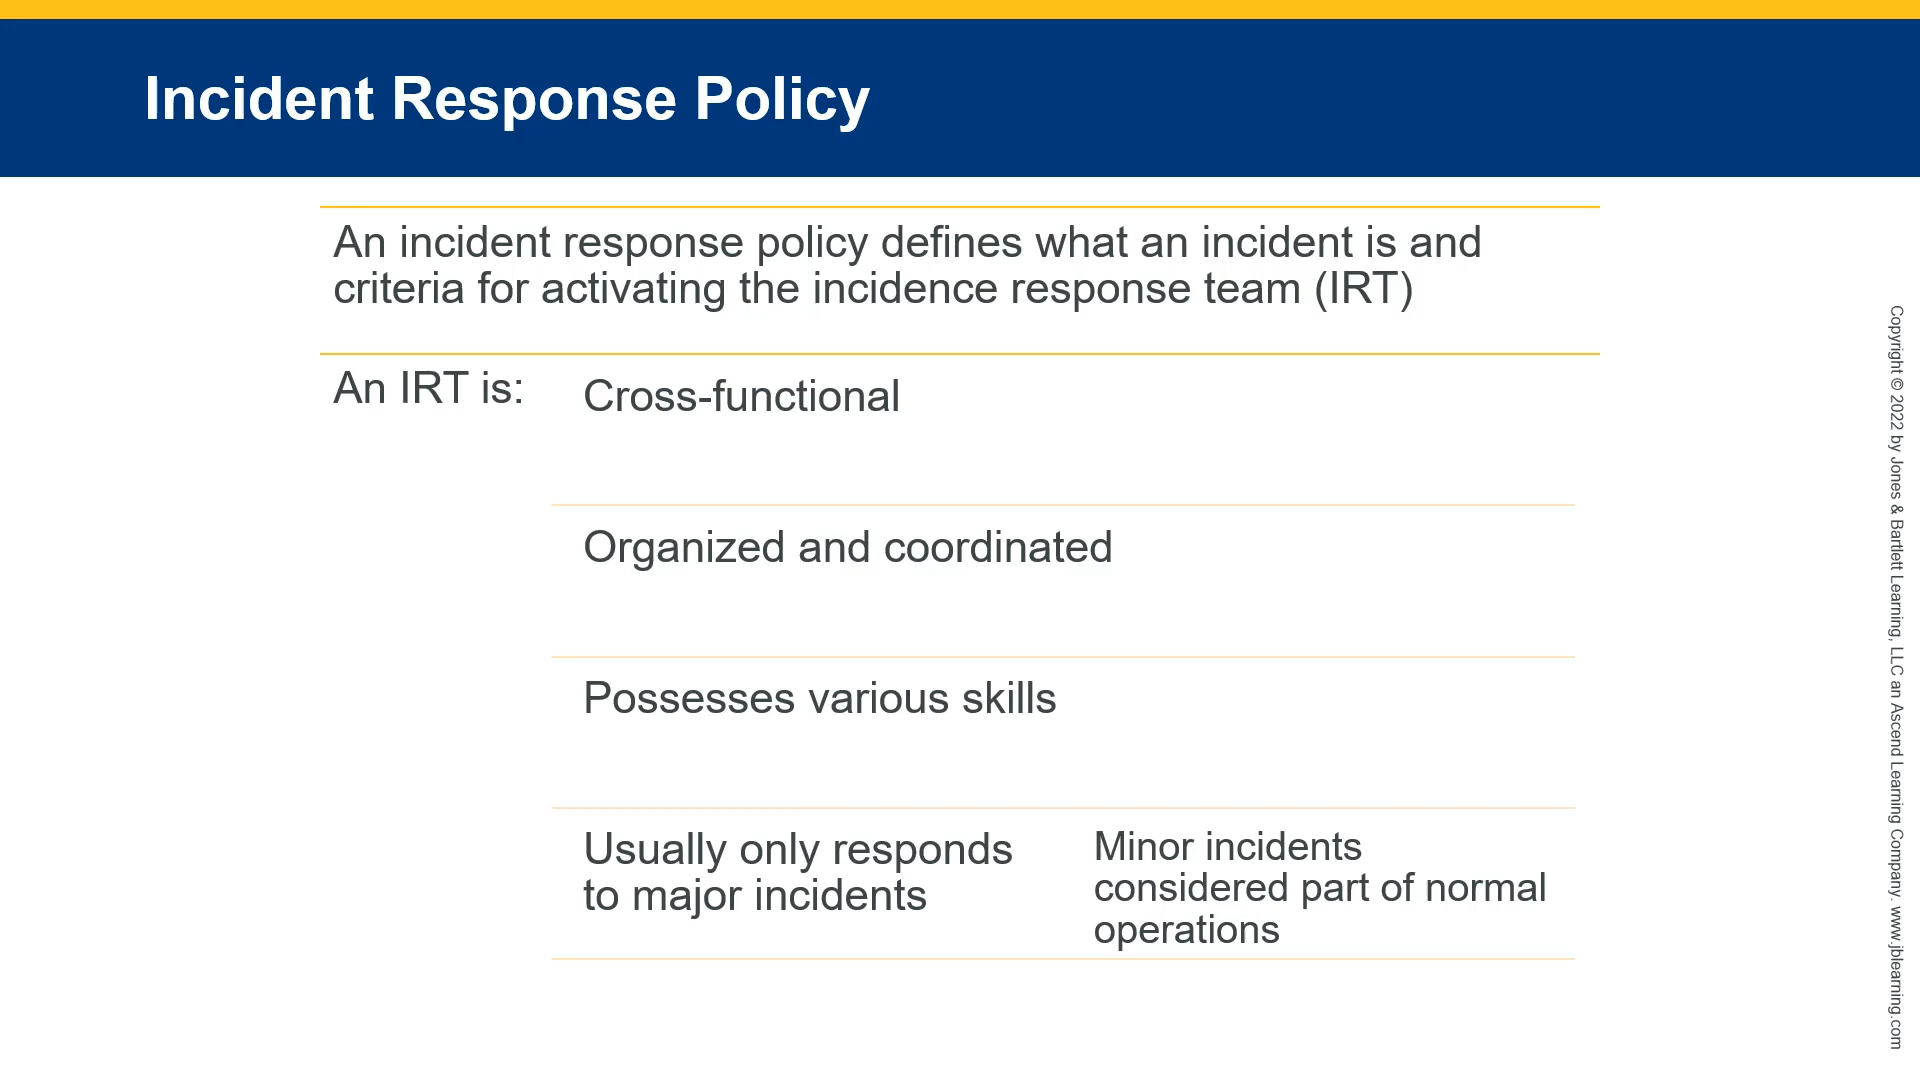 Incident Response Policy
An incident response policy defines what an incident is and
criteria for activating the incidence response team (IRT)
An IRT is:
Cross-functional
Organized and coordinated
Possesses various skills
Usually only responds
to major incidents
Minor incidents
considered part of normal
operations
Copyright © 2022 by Jones & Bartlett Learning, LLC an Ascend Learning Company. www.jblearning.com